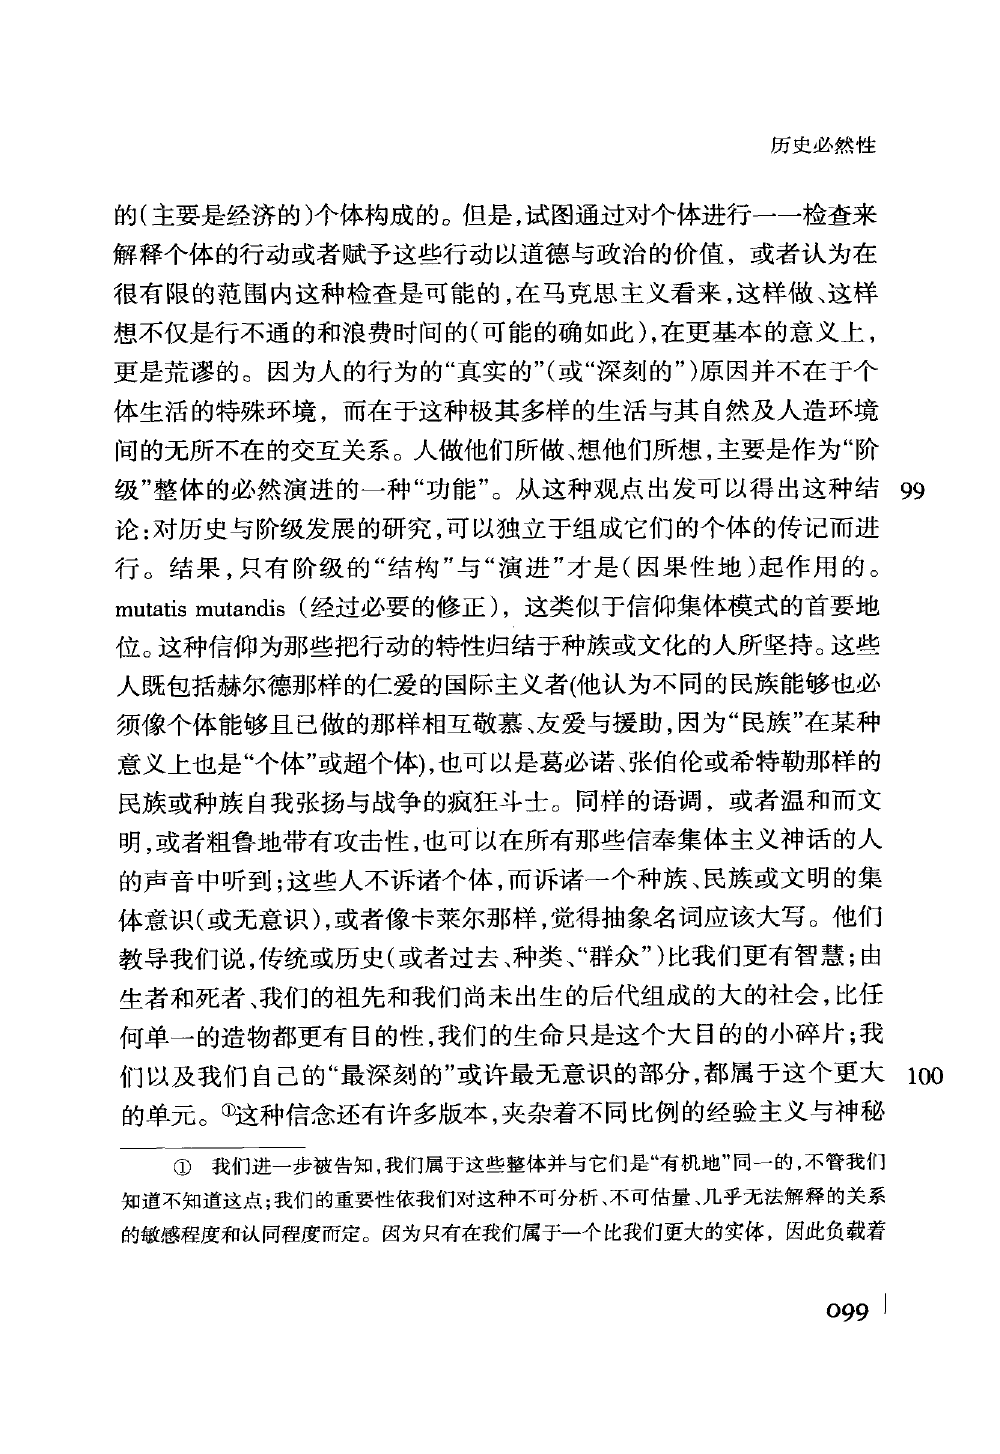 历史必然性
的(主要是经济的)个体构成的。但是,试图通过对个体进行一一检查来
解释个体的行动或者赋予这些行动以道德与政治的价值，或者认为在
很有限的范围内这种检查是可能的,在马克思主义看来,这样做、这样
想不仅是行不通的和浪费时间的(可能的确如此),在更基本的意义上,
更是荒谬的。因为人的行为的“真实的”(或“深刻的”)原因并不在于个
体生活的特殊环境，而在于这种极其多样的生活与其自然及人造环境
间的无所不在的交互关系。人做他们所做、想他们所想,主要是作为“阶
级”整体的必然演进的一种“功能”。从这种观点出发可以得出这种结 99
论:对历史与阶级发展的研究,可以独立于组成它们的个体的传记而进
行。结果,只有阶级的“结构”与“演进”才是(因果性地)起作用的。
mutatis mutandis（经过必要的修正），这类似于信仰集体模式的首要地
位。这种信仰为那些把行动的特性归结于种族或文化的人所坚持。这些
人既包括赫尔德那样的仁爱的国际主义者(他认为不同的民族能够也必
须像个体能够且已做的那样相互敬慕、友爱与援助,因为“民族”在某种
意义上也是“个体”或超个体),也可以是葛必诺、张伯伦或希特勒那样的
民族或种族自我张扬与战争的疯狂斗士。同样的语调，或者温和而文
明,或者粗鲁地带有攻击性,也可以在所有那些信奉集体主义神话的人
的声音中听到;这些人不诉诸个体,而诉诸一个种族、民族或文明的集
体意识(或无意识),或者像卡莱尔那样,觉得抽象名词应该大写。他们
教导我们说,传统或历史(或者过去、种类、“群众”)比我们更有智慧;由
生者和死者、我们的祖先和我们尚未出生的后代组成的大的社会,比任
何单一的造物都更有目的性,我们的生命只是这个大目的的小碎片;我
们以及我们自己的“最深刻的”或许最无意识的部分,都属于这个更大 100
的单元。①这种信念还有许多版本,夹杂着不同比例的经验主义与神秘
① 我们进一步被告知,我们属于这些整体并与它们是“有机地”同一的,不管我们
知道不知道这点;我们的重要性依我们对这种不可分析、不可估量、几乎无法解释的关系
的敏感程度和认同程度而定。因为只有在我们属于一个比我们更大的实体，因此负载着
099